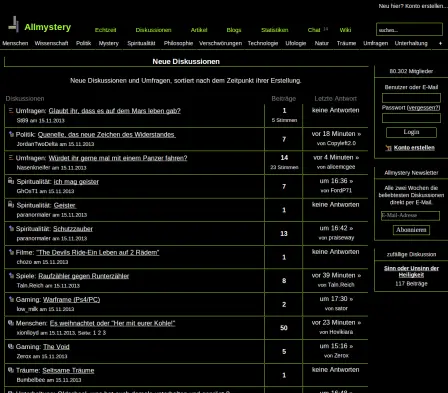 Neu hier? Konto erstellen...
Allmystery
Echtzeit Diskussionen Artikel Blogs Statistiken Chat Wiki
suchen...
Menschen Wissenschaft Politik Mystery Spiritualität Philosophie Verschwörungen Technologie Ufologie Natur Träume Umfragen Unterhaltung +
Neue Diskussionen
Neue Diskussionen und Umfragen, sortiert nach dem Zeitpunkt ihrer Erstellung.
Diskussionen Beiträge Letzte Antwort
Umfragen: Glaubt ihr, dass es auf dem Mars leben gab? 1 keine Antworten
St89 am 15.11.2013 5 Stimmen
Politik: Quenelle, das neue Zeichen des Widerstandes 7 vor 18 Minuten »
JordanTwoDelta am 15.11.2013 von Copyleft2.0
Umfragen: Würdet ihr gerne mal mit einem Panzer fahren? 14 vor 4 Minuten »
Nasenkneifer am 15.11.2013 23 Stimmen von allcemcgee
Spiritualität: ich mag geister 7 um 16:36 »
GhOsT1 am 15.11.2013 von FordP71
Spiritualität: Geister 1 keine Antworten
paranormaler am 15.11.2013
Spiritualität: Schutzzauber 13 um 16:42 »
paranormaler am 15.11.2013 von praiseway
Filme: "The Devils Ride-Ein Leben auf 2 Rädern" 1 keine Antworten
chozo am 15.11.2013
Spiele: Raufzähler gegen Runterzähler 8 vor 39 Minuten »
Taln.Reich am 15.11.2013 von Taln.Reich
Gaming: Warframe (Ps4/PC) 2 um 17:30 »
low_milk am 15.11.2013 von sator
Menschen: Es weihnachtet oder "Her mit eurer Kohle!" 50 vor 23 Minuten »
xionlloyd am 15.11.2013, Seite: 1 2 3 von Hevikiara
Gaming: The Void 5 um 15:16 »
Zerox am 15.11.2013 von Zerox
Träume: Seltsame Träume 1 keine Antworten
Bumbelbee am 15.11.2013
80.302 Mitglieder
Benutzer oder E-Mail
Passwort (vergessen?)
Login
Konto erstellen
Allmystery Newsletter
Alle zwei Wochen die
beliebtesten Diskussionen
direkt per E-Mail.
E-Mail-Adresse
Abonnieren
zufällige Diskussion
Sinn oder Unsinn der
Heiligkeit
117 Beiträge